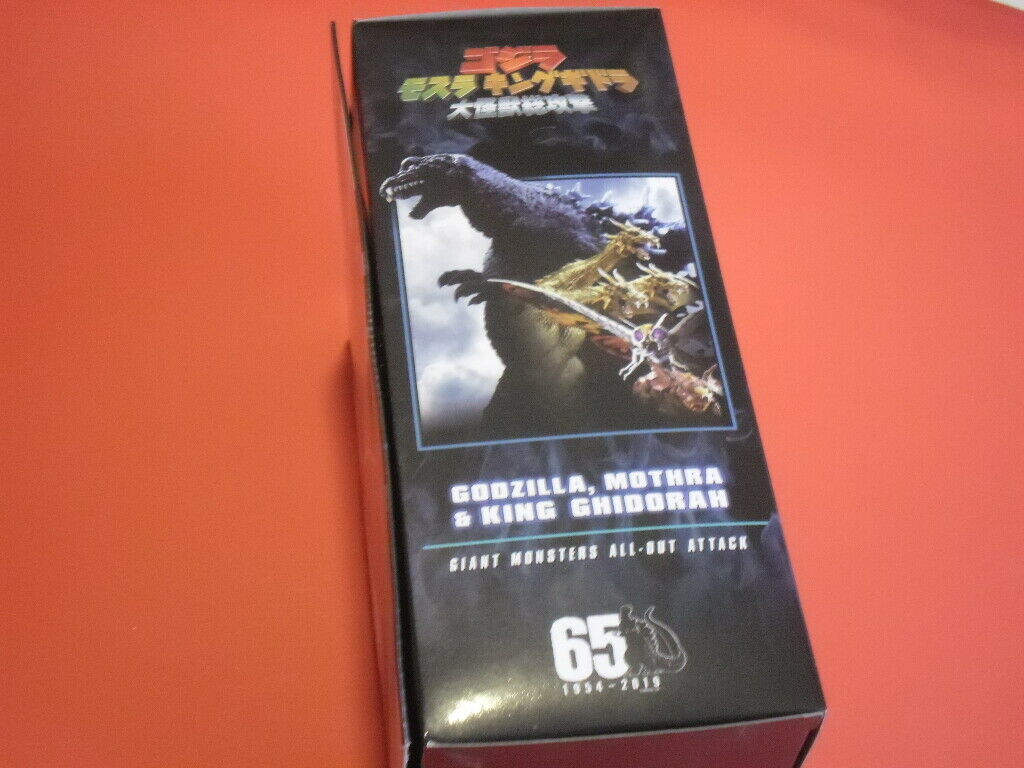 ゴジラ
モスラ キングギドラ
大怪獣総攻撃
GODZILLA, MOTHRA
& KING GHIDORAH
GIANT MONSTERS ALL-OUT ATTACK
65
1954-2019